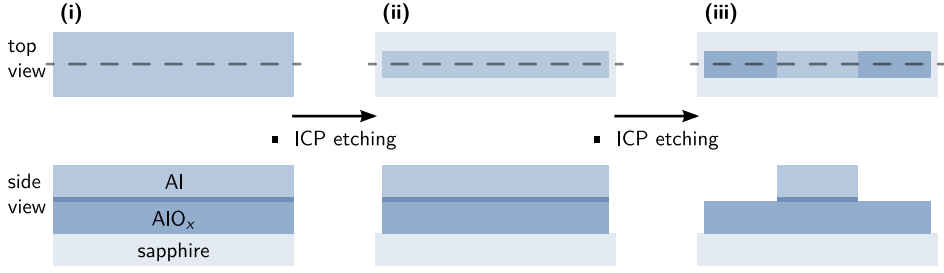 (i)
(ii)
(iii)
top
view
▪ ICP etching
▪ ICP etching
side
view
Al
AlOₓ
sapphire